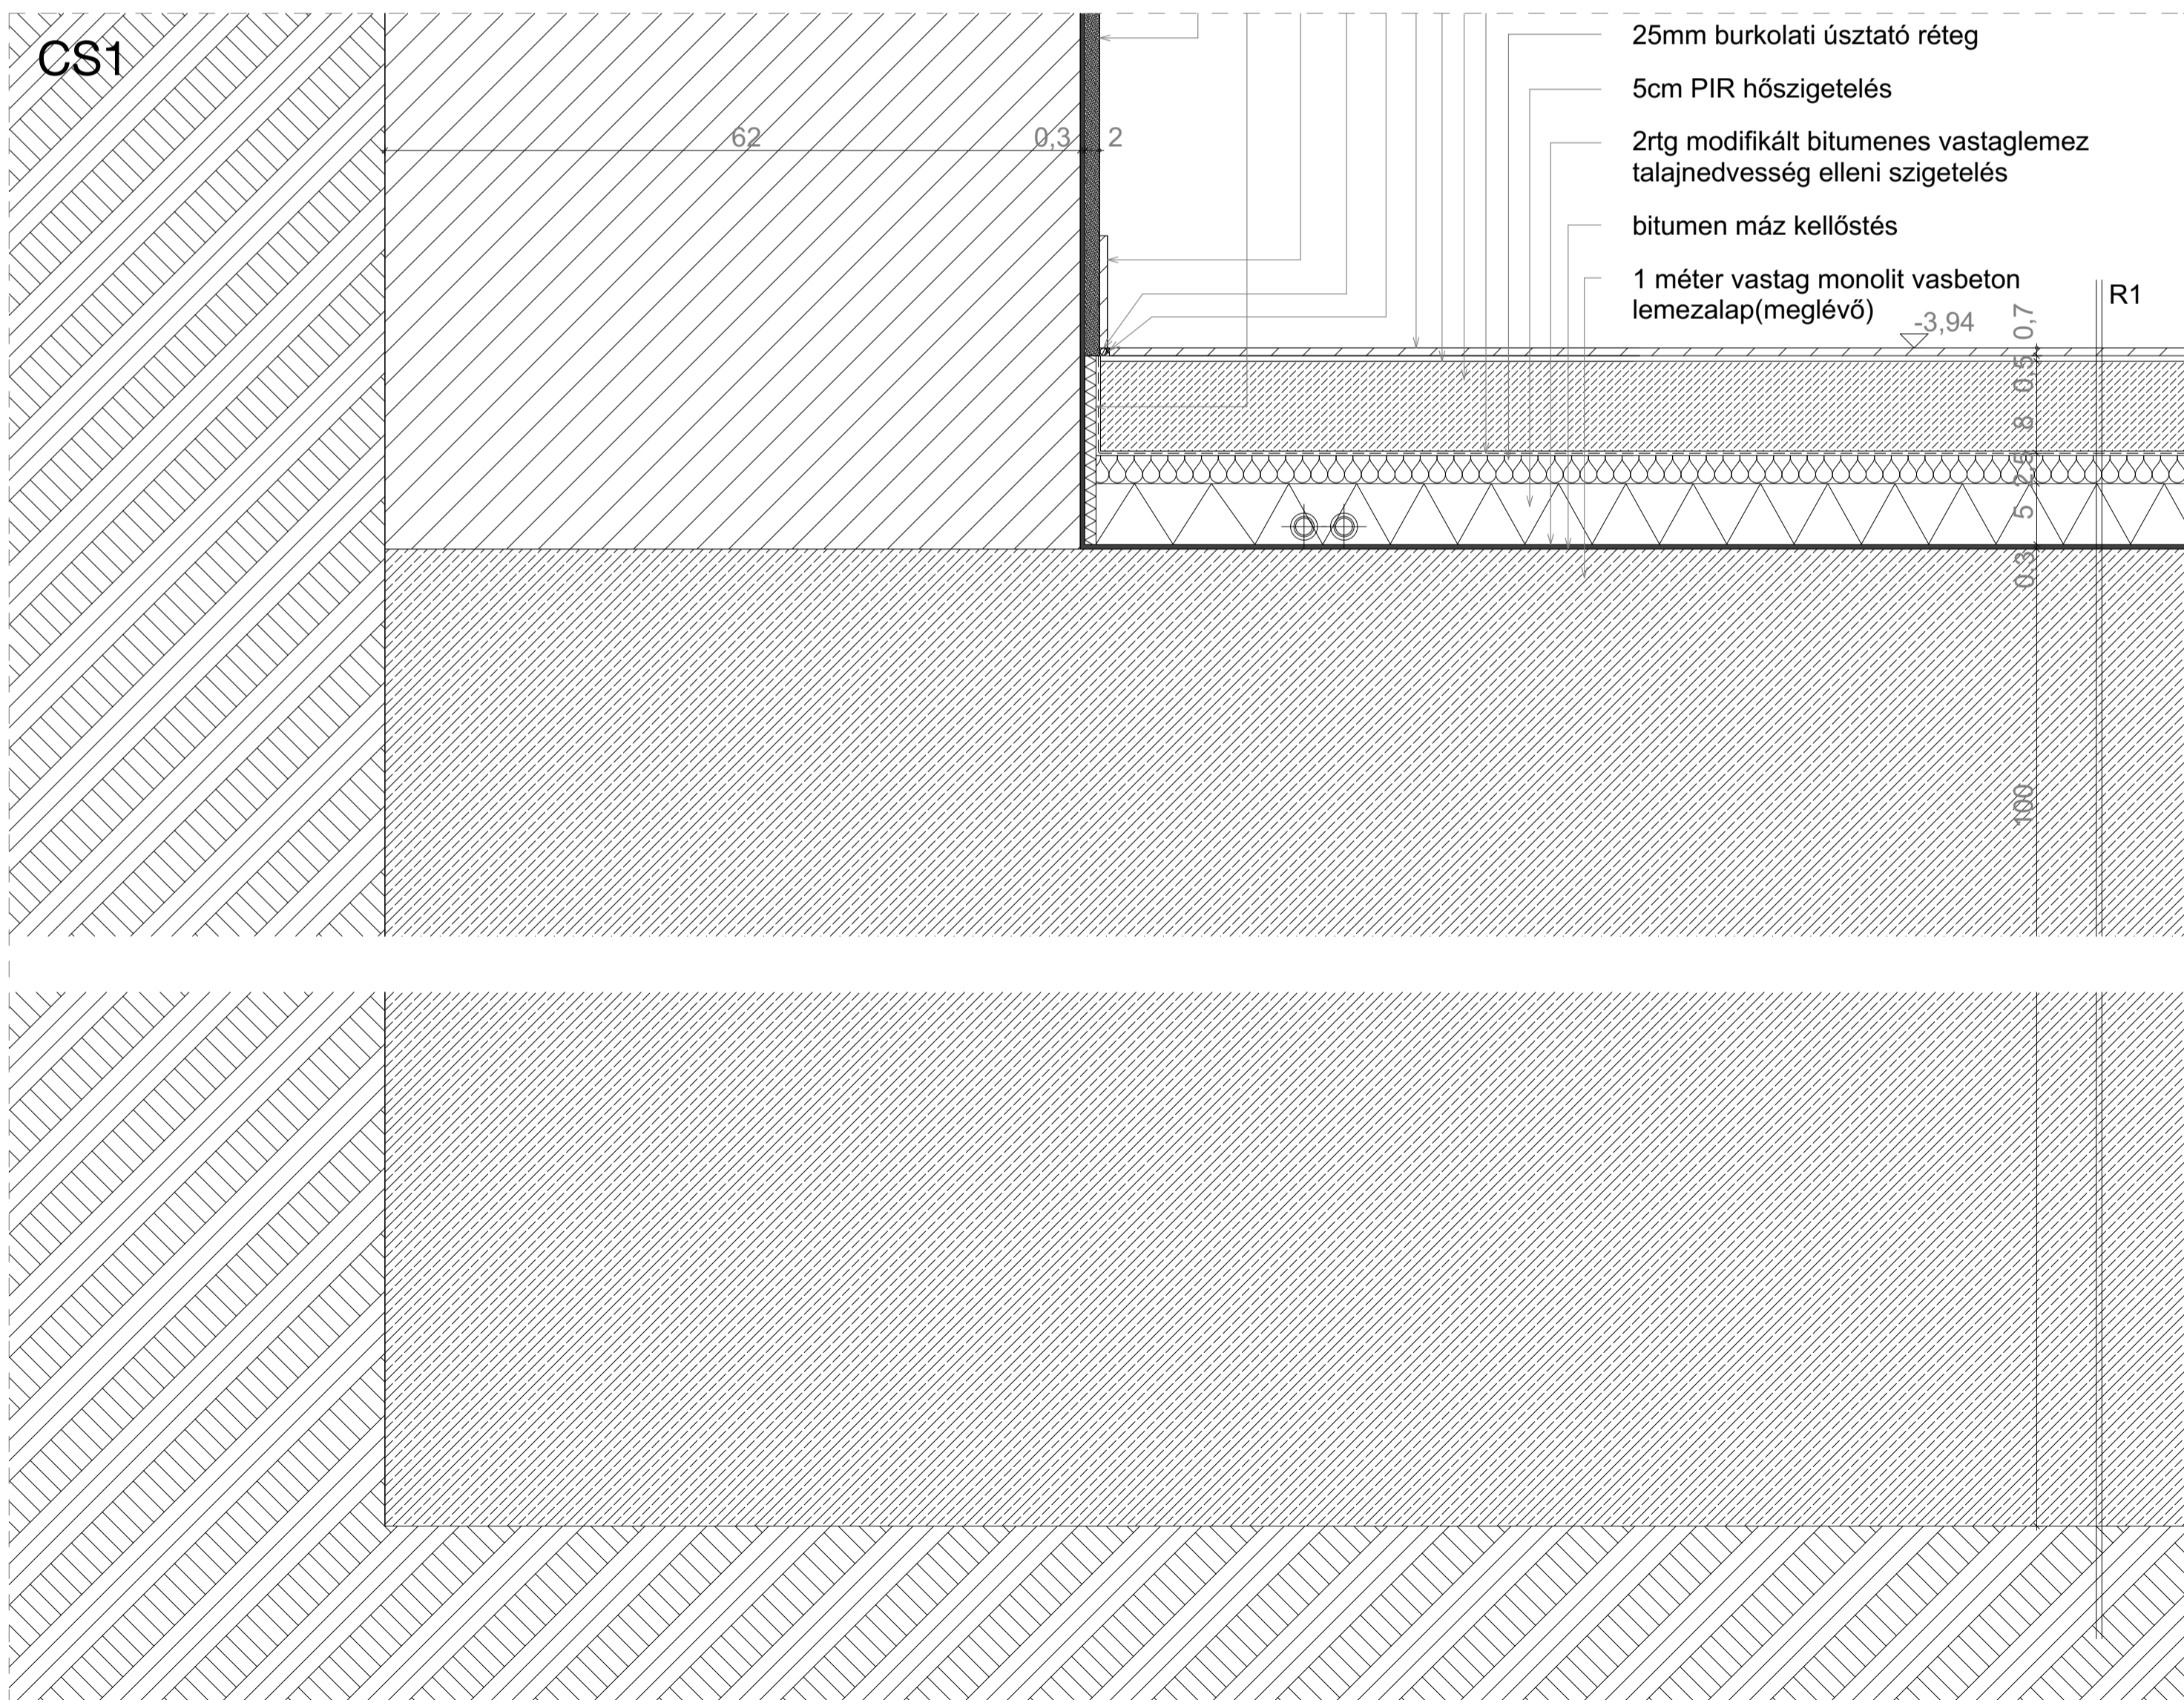 CS1
25mm burkolati úsztató réteg
5cm PIR hőszigetelés
62
0,3
2
2rtg modifikált bitumenes vastaglemez
talajnedvesség elleni szigetelés
bitumen máz kellőstés
1 méter vastag monolit vasbeton
lemezalap(meglévő)
R1
-3,94
0,7
0,5
8
2,5
5
0,3
100